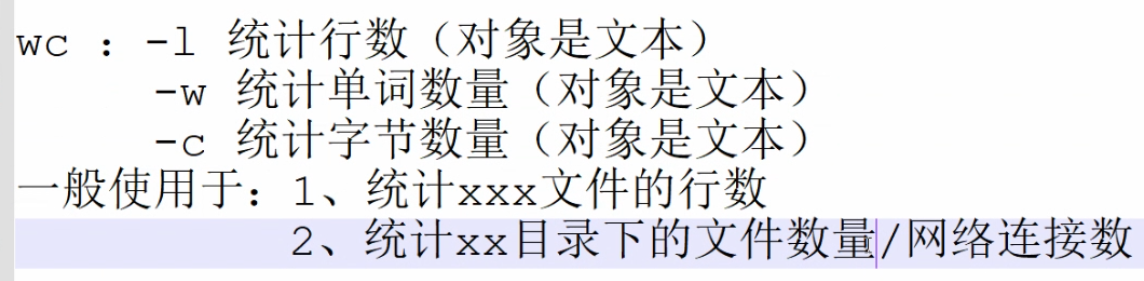 wc ：-l 统计行数（对象是文本）
-w 统计单词数量（对象是文本）
-c 统计字节数量（对象是文本）
一般使用于：1、统计xxx文件的行数
2、统计xx目录下的文件数量/网络连接数